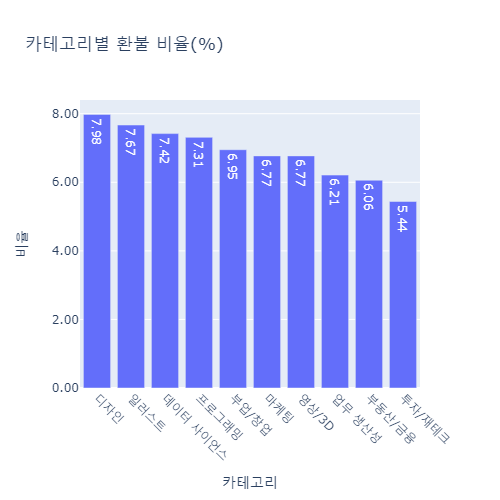 카테고리별 환불 비율(%)
8.00
6.00
4.00
2.00
0.00
비율
7.98
7.67
7.42
7.31
6.95
6.77
6.77
6.21
6.06
5.44
디자인
일러스트
데이터 사이언스
프로그래밍
부업/창업
마케팅
영상/3D
업무 생산성
부동산/금융
투자/재테크
카테고리